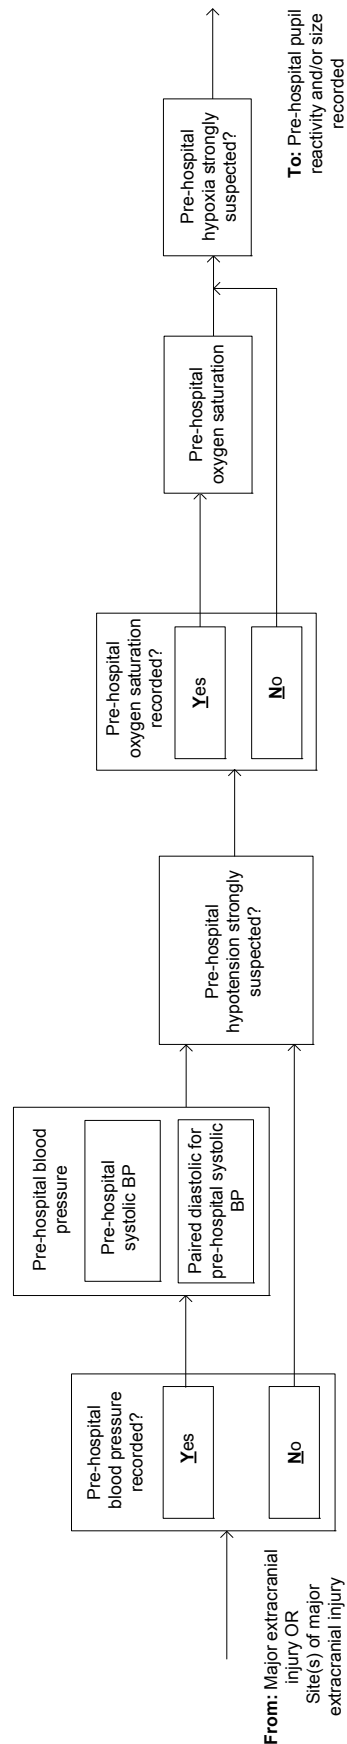 From: Major extracranial
injury OR
Site(s) of major
extracranial injury
Pre-hospital
blood pressure
recorded?
Yes
No
Pre-hospital blood
pressure
Pre-hospital
systolic BP
Paired diastolic for
pre-hospital systolic
BP
Pre-hospital
hypotension strongly
suspected?
Pre-hospital
oxygen saturation
recorded?
Yes
No
Pre-hospital
oxygen saturation
Pre-hospital
hypoxia strongly
suspected?
To: Pre-hospital pupil
reactivity and/or size
recorded